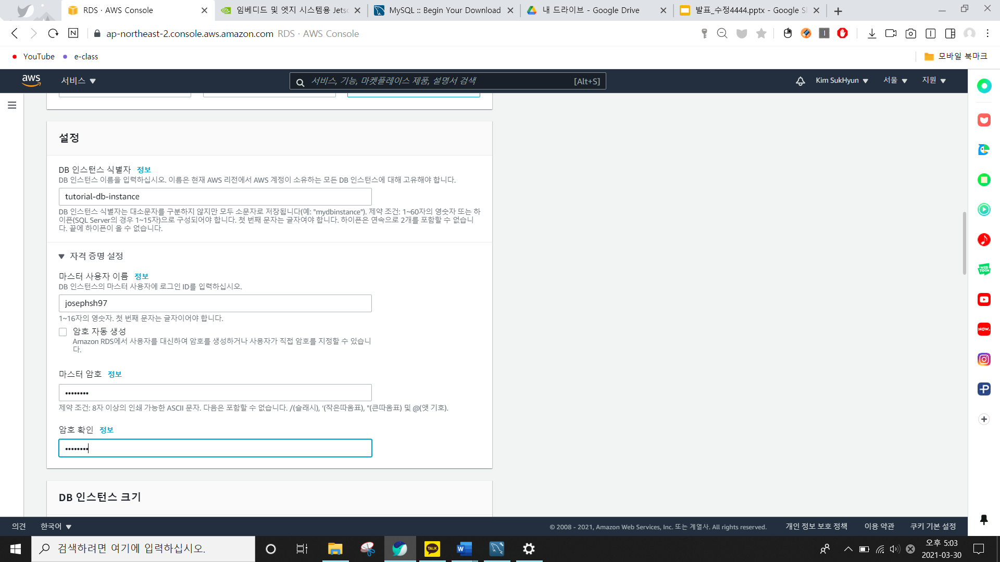 RDS · AWS Console
임베디드 및 엣지 시스템용 Jetso
MySQL :: Begin Your Download
내 드라이브 - Google Drive
발표_수정4444.pptx - Google Sl
ap-northeast-2.console.aws.amazon.com RDS · AWS Console
YouTube
e-class
모바일 북마크
aws
서비스
서비스, 기능, 마켓플레이스 제품, 설명서 검색
[Alt+S]
Kim SukHyun
서울
지원
설정
DB 인스턴스 식별자 정보
DB 인스턴스 이름을 입력하십시오. 이름은 현재 AWS 리전에서 AWS 계정이 소유하는 모든 DB 인스턴스에 대해 고유해야 합니다.
tutorial-db-instance
DB 인스턴스 식별자는 대소문자를 구분하지 않지만 모두 소문자로 저장됩니다(예: "mydbinstance"). 제약 조건: 1~60자의 영숫자 또는 하
이픈(SQL Server의 경우 1~15자)으로 구성되어야 합니다. 첫 번째 문자는 글자여야 합니다. 하이픈은 연속으로 2개를 포함할 수 없습니
다. 끝에 하이픈이 올 수 없습니다.
자격 증명 설정
마스터 사용자 이름 정보
DB 인스턴스의 마스터 사용자에 로그인 ID를 입력하십시오.
josephsh97
1~16자의 영숫자. 첫 번째 문자는 글자이어야 합니다.
암호 자동 생성
Amazon RDS에서 사용자를 대신하여 암호를 생성하거나 사용자가 직접 암호를 지정할 수 있습니
다.
마스터 암호 정보
••••••••
제약 조건: 8자 이상의 인쇄 가능한 ASCII 문자. 다음은 포함할 수 없습니다. /(슬래시), ‘(작은따옴표), "(큰따옴표) 및 @(앳 기호).
암호 확인 정보
••••••••
DB 인스턴스 크기
WEB
TOON
NOW.
의견
한국어
© 2008 - 2021, Amazon Web Services, Inc. 또는 계열사. All rights reserved.
개인 정보 보호 정책
이용 약관
쿠키 기본 설정
검색하려면 여기에 입력하십시오.
TALK
오후 5:03
2021-03-30